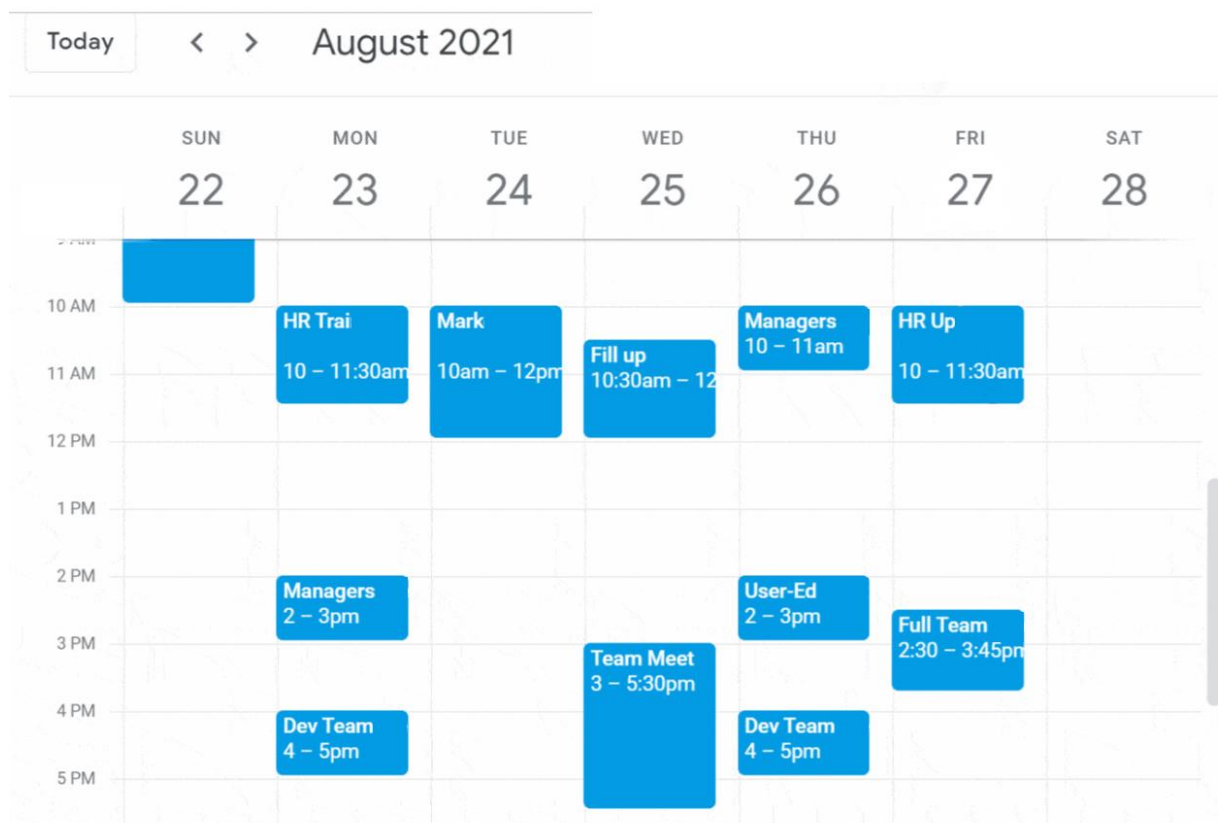 Today < > August 2021
SUN MON TUE WED THU FRI SAT
22 23 24 25 26 27 28
10 AM
HR Trai
10 – 11:30am
Mark
10am – 12pm
Fill up
10:30am – 12
Managers
10 – 11am
HR Up
10 – 11:30am
11 AM
12 PM
1 PM
2 PM
Managers
2 – 3pm
User-Ed
2 – 3pm
Full Team
2:30 – 3:45pm
3 PM
Team Meet
3 – 5:30pm
4 PM
Dev Team
4 – 5pm
Dev Team
4 – 5pm
5 PM